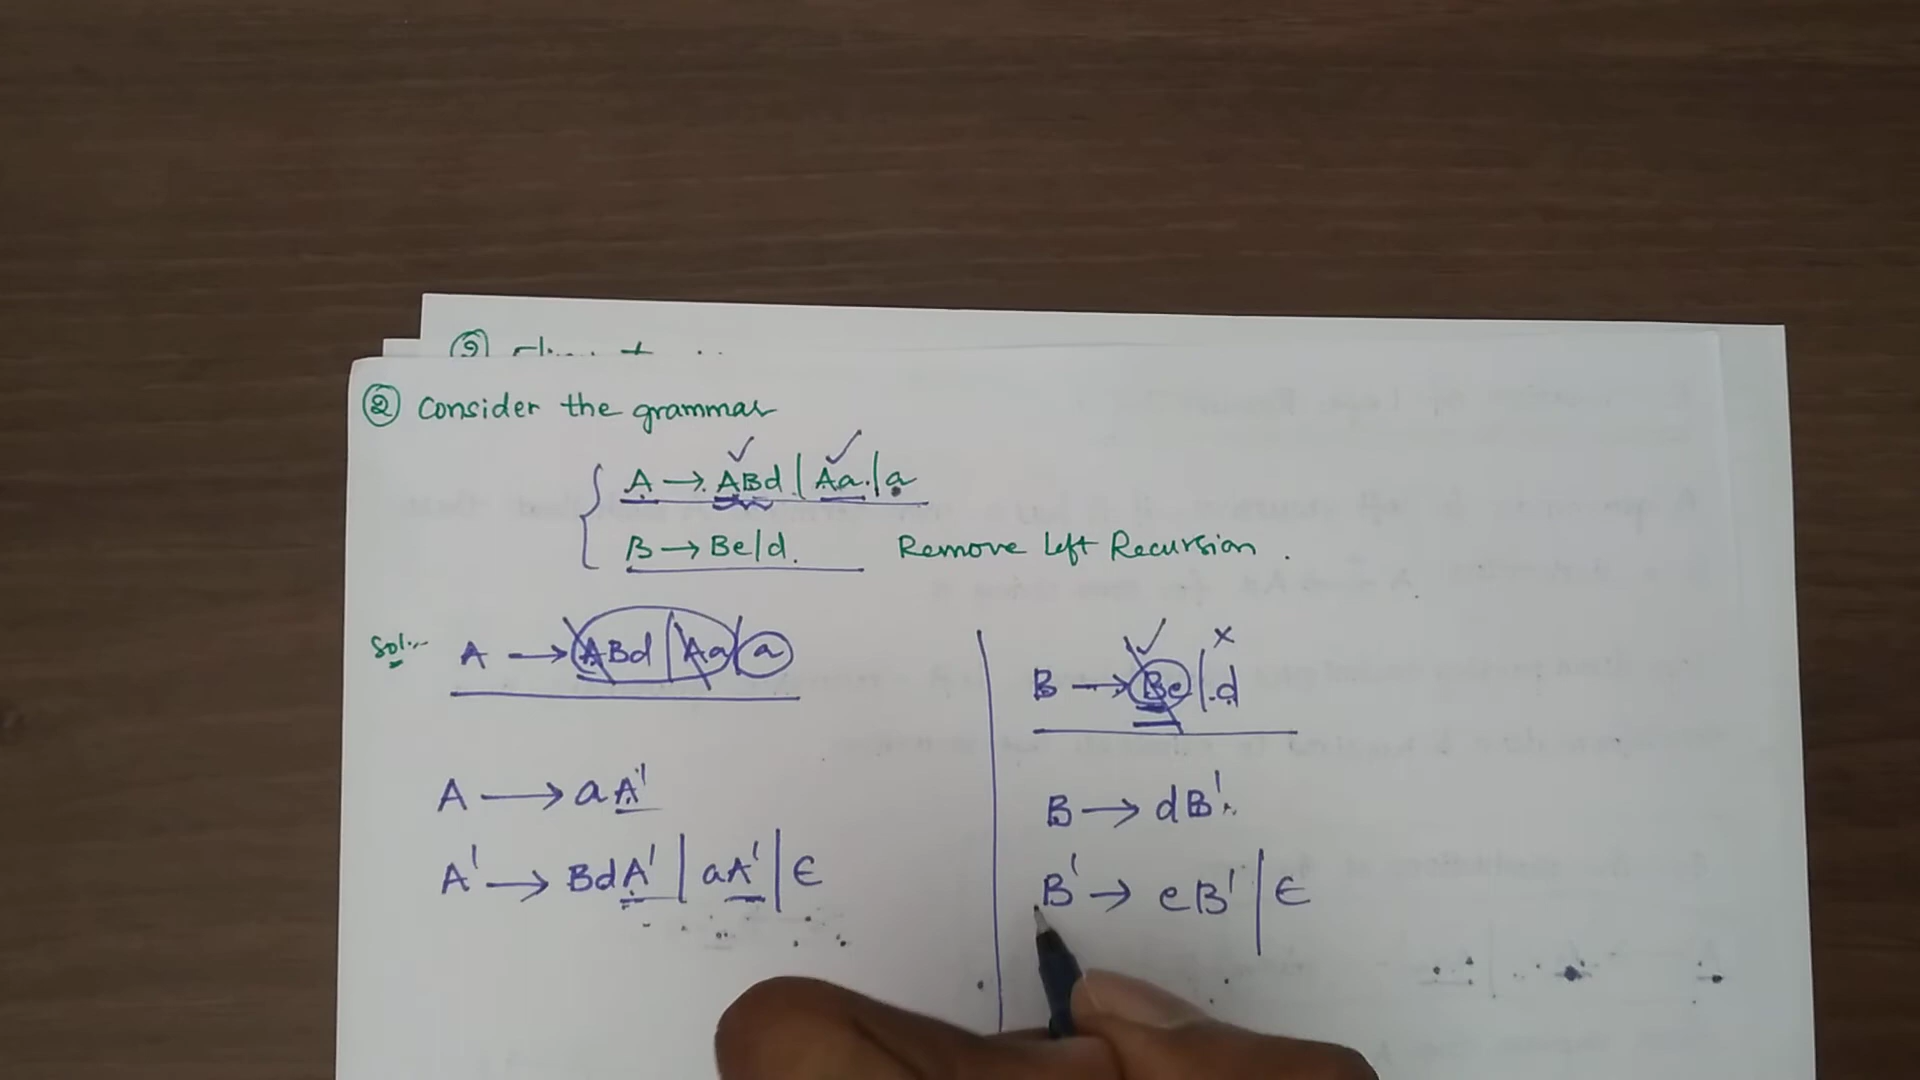 ② Consider the grammar
A → ABd | Aa | a
B → Be/d. Remove Left Recursion.
Sol:-
A → ABd | Aa | a
A → aA'
A' → BdA' | aA' | ϵ
B → Be | d
B → dB'
B' → eB' | ϵ